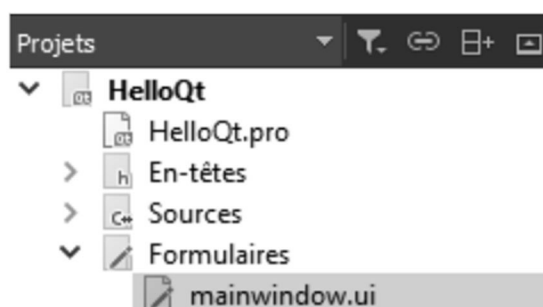 Projets
HelloQt
HelloQt.pro
En-têtes
Sources
Formulaires
mainwindow.ui